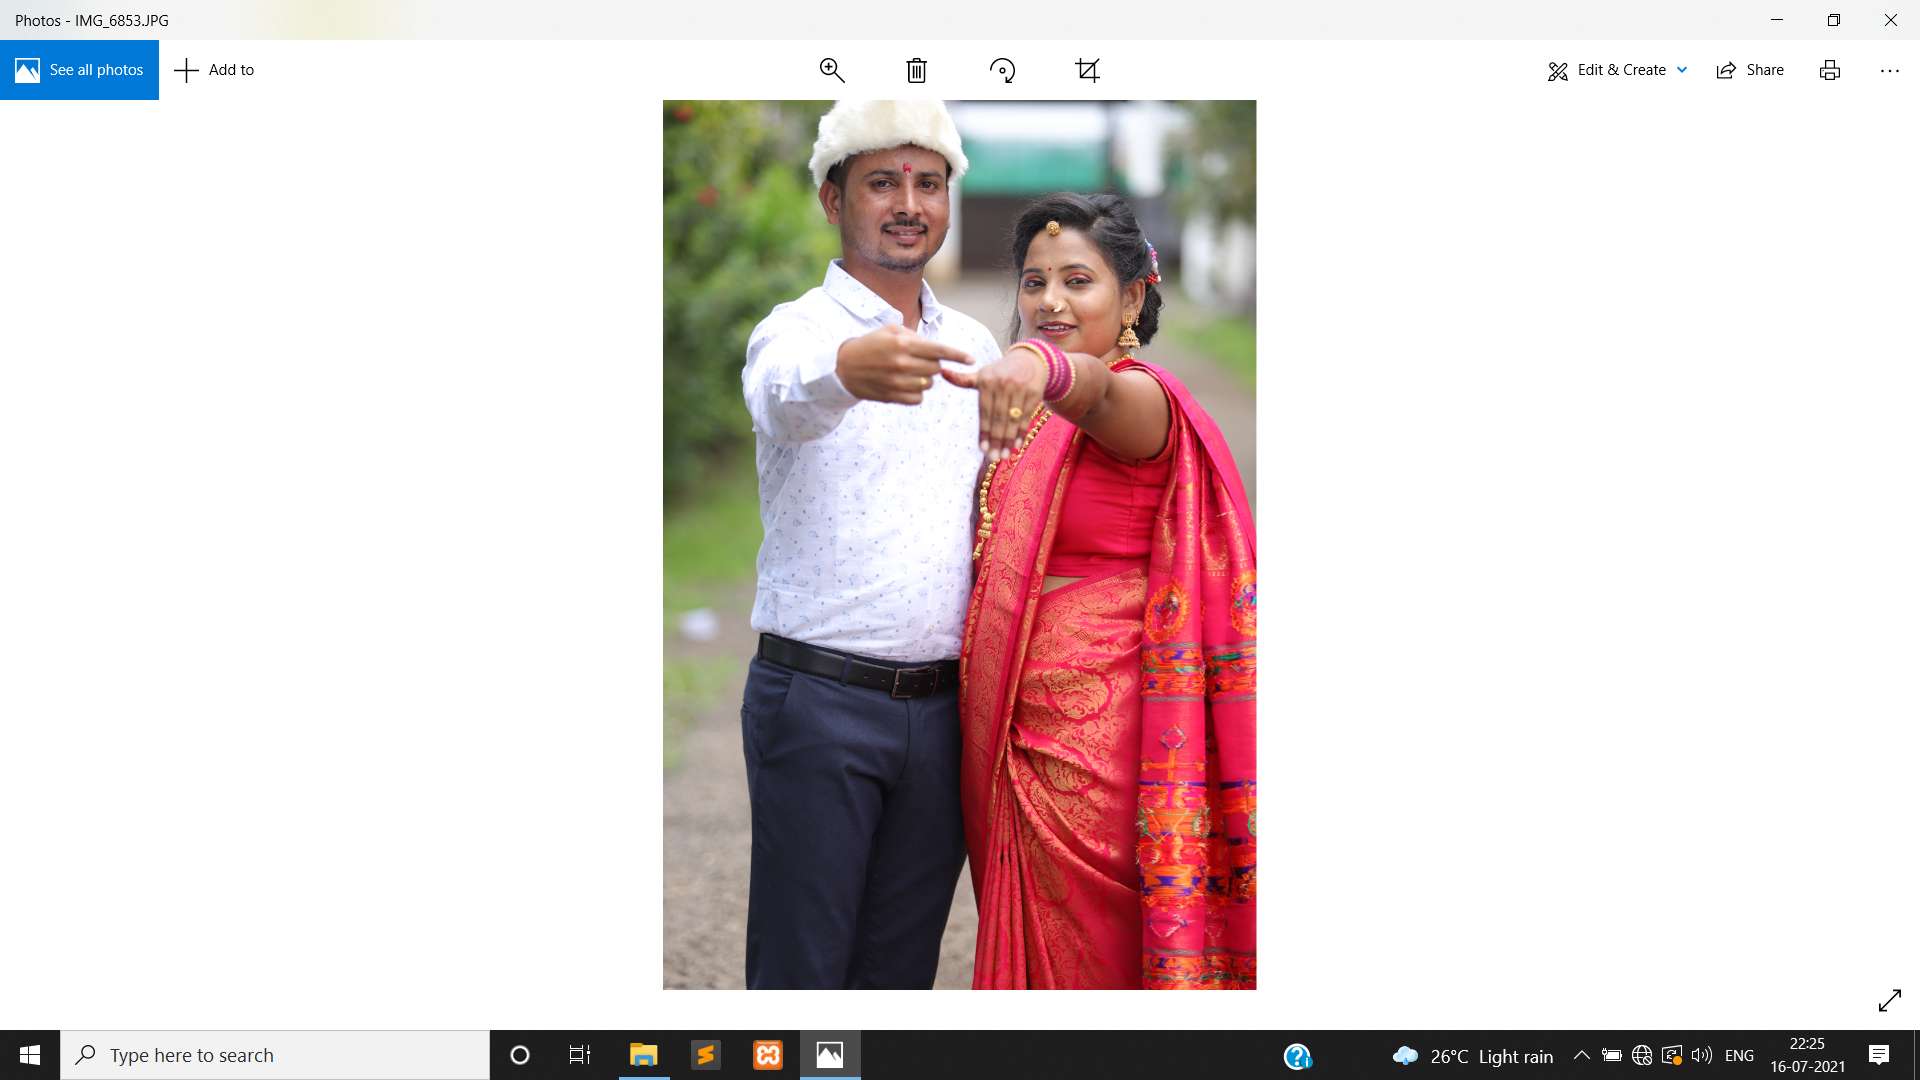 Photos - IMG_6853.JPG
See all photos
Add to
Edit & Create
Share
Type here to search
26°C Light rain
ENG
22:25
16-07-2021